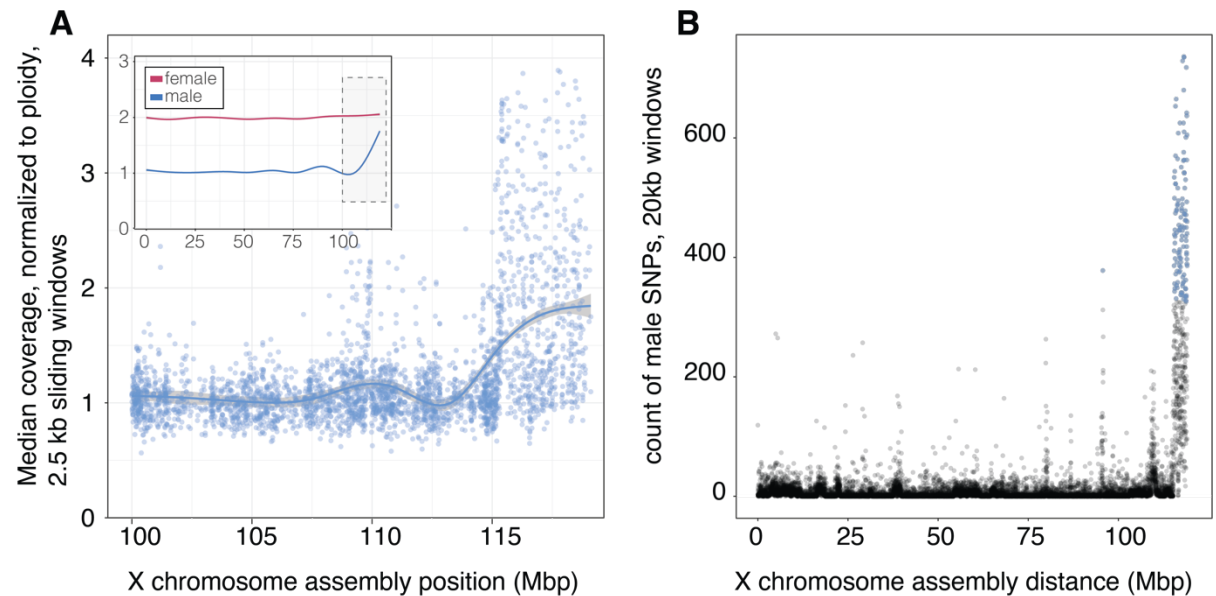 A
Median coverage, normalized to ploidy,
2.5 kb sliding windows
4
3
2
1
0
3
2
1
0
female
male
0 25 50 75 100
100 105 110 115
X chromosome assembly position (Mbp)
B
count of male SNPs, 20kb windows
600
400
200
0
0 25 50 75 100
X chromosome assembly distance (Mbp)